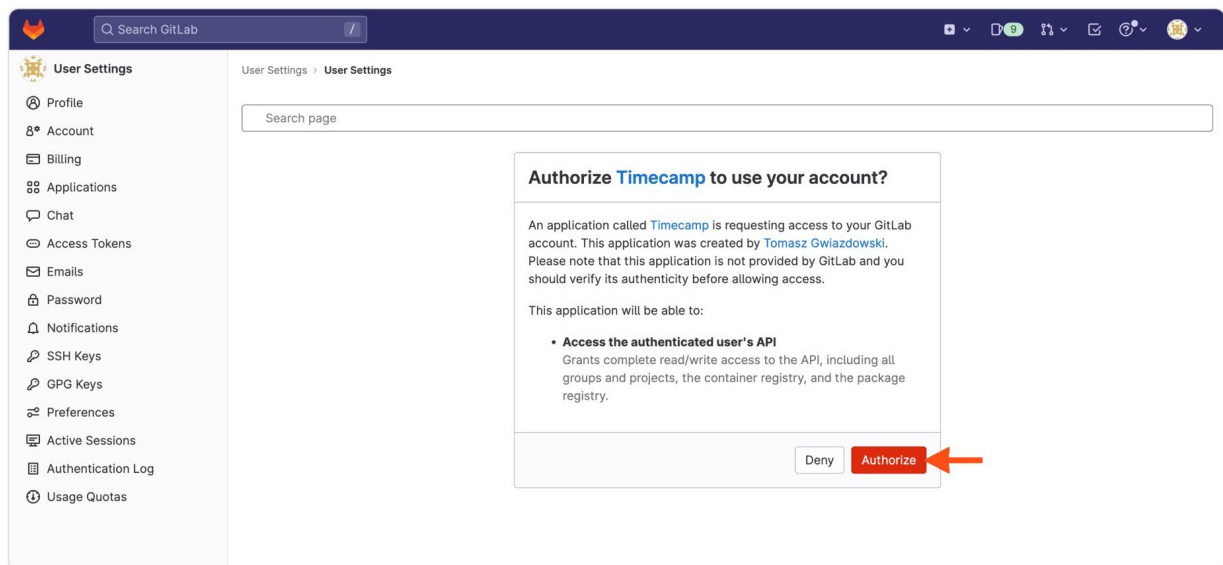 Search GitLab /
9
User Settings
Profile
Account
Billing
Applications
Chat
Access Tokens
Emails
Password
Notifications
SSH Keys
GPG Keys
Preferences
Active Sessions
Authentication Log
Usage Quotas
User Settings > User Settings
Search page
Authorize Timecamp to use your account?
An application called Timecamp is requesting access to your GitLab
account. This application was created by Tomasz Gwiazdowski.
Please note that this application is not provided by GitLab and you
should verify its authenticity before allowing access.
This application will be able to:
• Access the authenticated user's API
Grants complete read/write access to the API, including all
groups and projects, the container registry, and the package
registry.
Deny Authorize